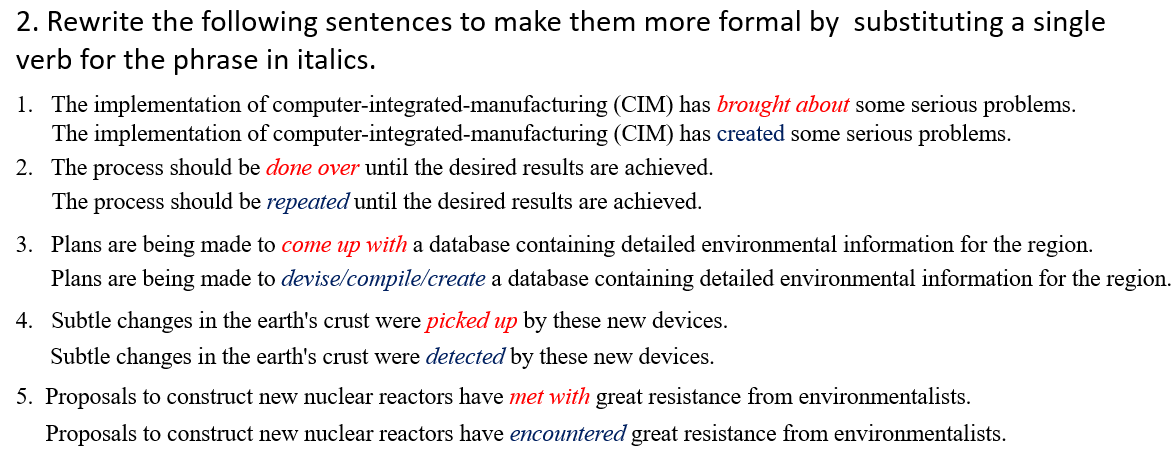 2. Rewrite the following sentences to make them more formal by  substituting a single
verb for the phrase in italics.
1. The implementation of computer-integrated-manufacturing (CIM) has brought about some serious problems.
The implementation of computer-integrated-manufacturing (CIM) has created some serious problems.
2. The process should be done over until the desired results are achieved.
The process should be repeated until the desired results are achieved.
3. Plans are being made to come up with a database containing detailed environmental information for the region.
Plans are being made to devise/compile/create a database containing detailed environmental information for the region.
4. Subtle changes in the earth's crust were picked up by these new devices.
Subtle changes in the earth's crust were detected by these new devices.
5. Proposals to construct new nuclear reactors have met with great resistance from environmentalists.
Proposals to construct new nuclear reactors have encountered great resistance from environmentalists.